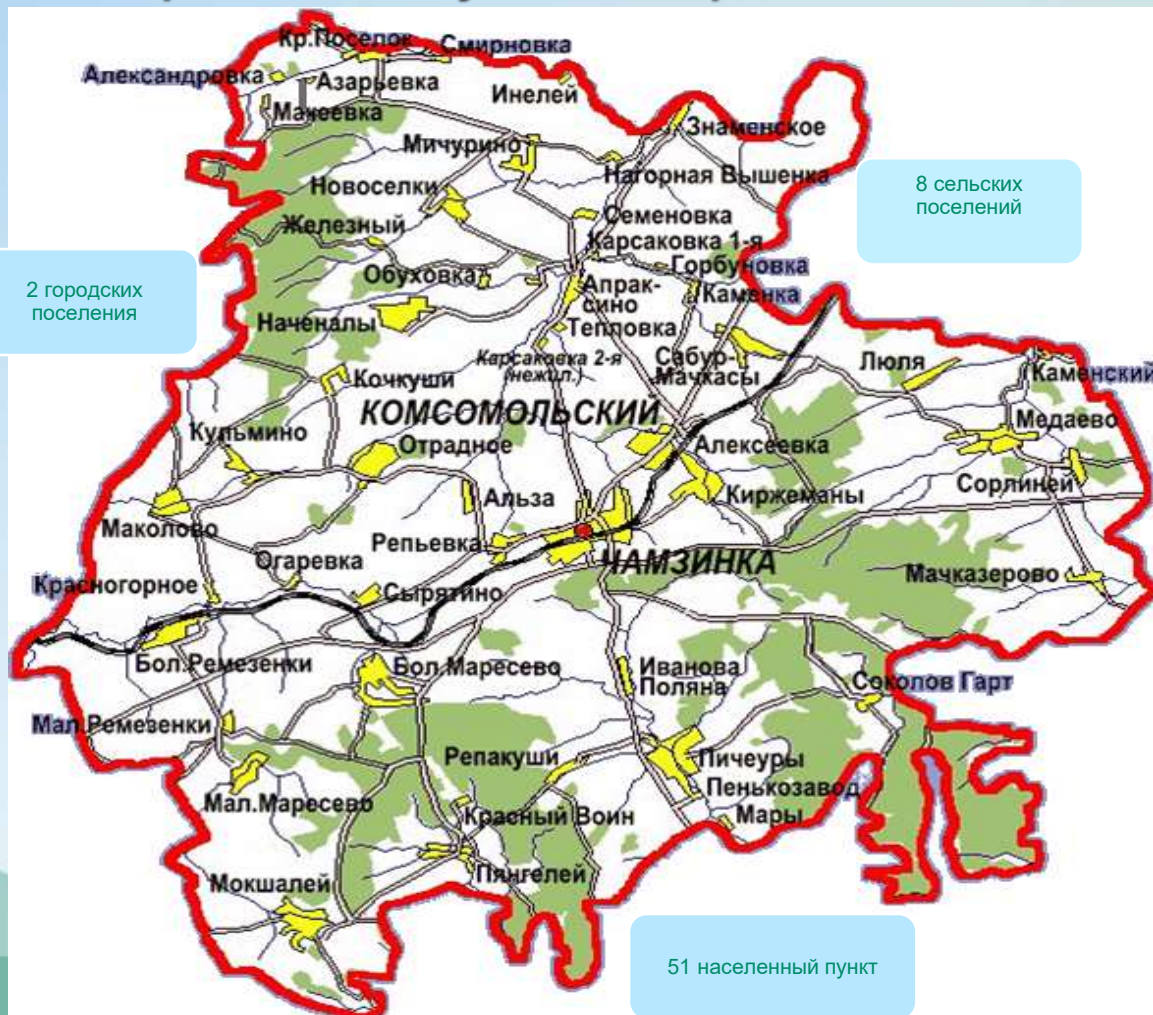 Кр.Поселок
Смирновка
Александровка
Азарьевка
Инелей
Макеевка
Знаменское
Мичурино
Нагорная Вышенка
8 сельских
поселений
Новоселки
Семеновка
Железный
Карсаковка 1-я
Горбуновка
Обуховка
Апрак-
сино
Каменка
2 городских
поселения
Наченалы
Тепловка
Карсаковка 2-я
(нежил.)
Сабур-
Мачкасы
Люля
Каменский
Кочкуши
КОМСОМОЛЬСКИЙ
Медаево
Кульмино
Отрадное
Алексеевка
Альза
Киржеманы
Сорлиней
Маколово
Репьевка
Огаревка
ЧАМЗИНКА
Мачказерово
Красногорное
Сырятино
Бол.Ремезенки
Бол.Маресево
Иванова
Поляна
Соколов Гарт
Мал.Ремезенки
Репакуши
Пичеуры
Пенькозавод
Мал.Маресево
Красный Воин
Мары
Пянгелей
Мокшалей
51 населенный пункт